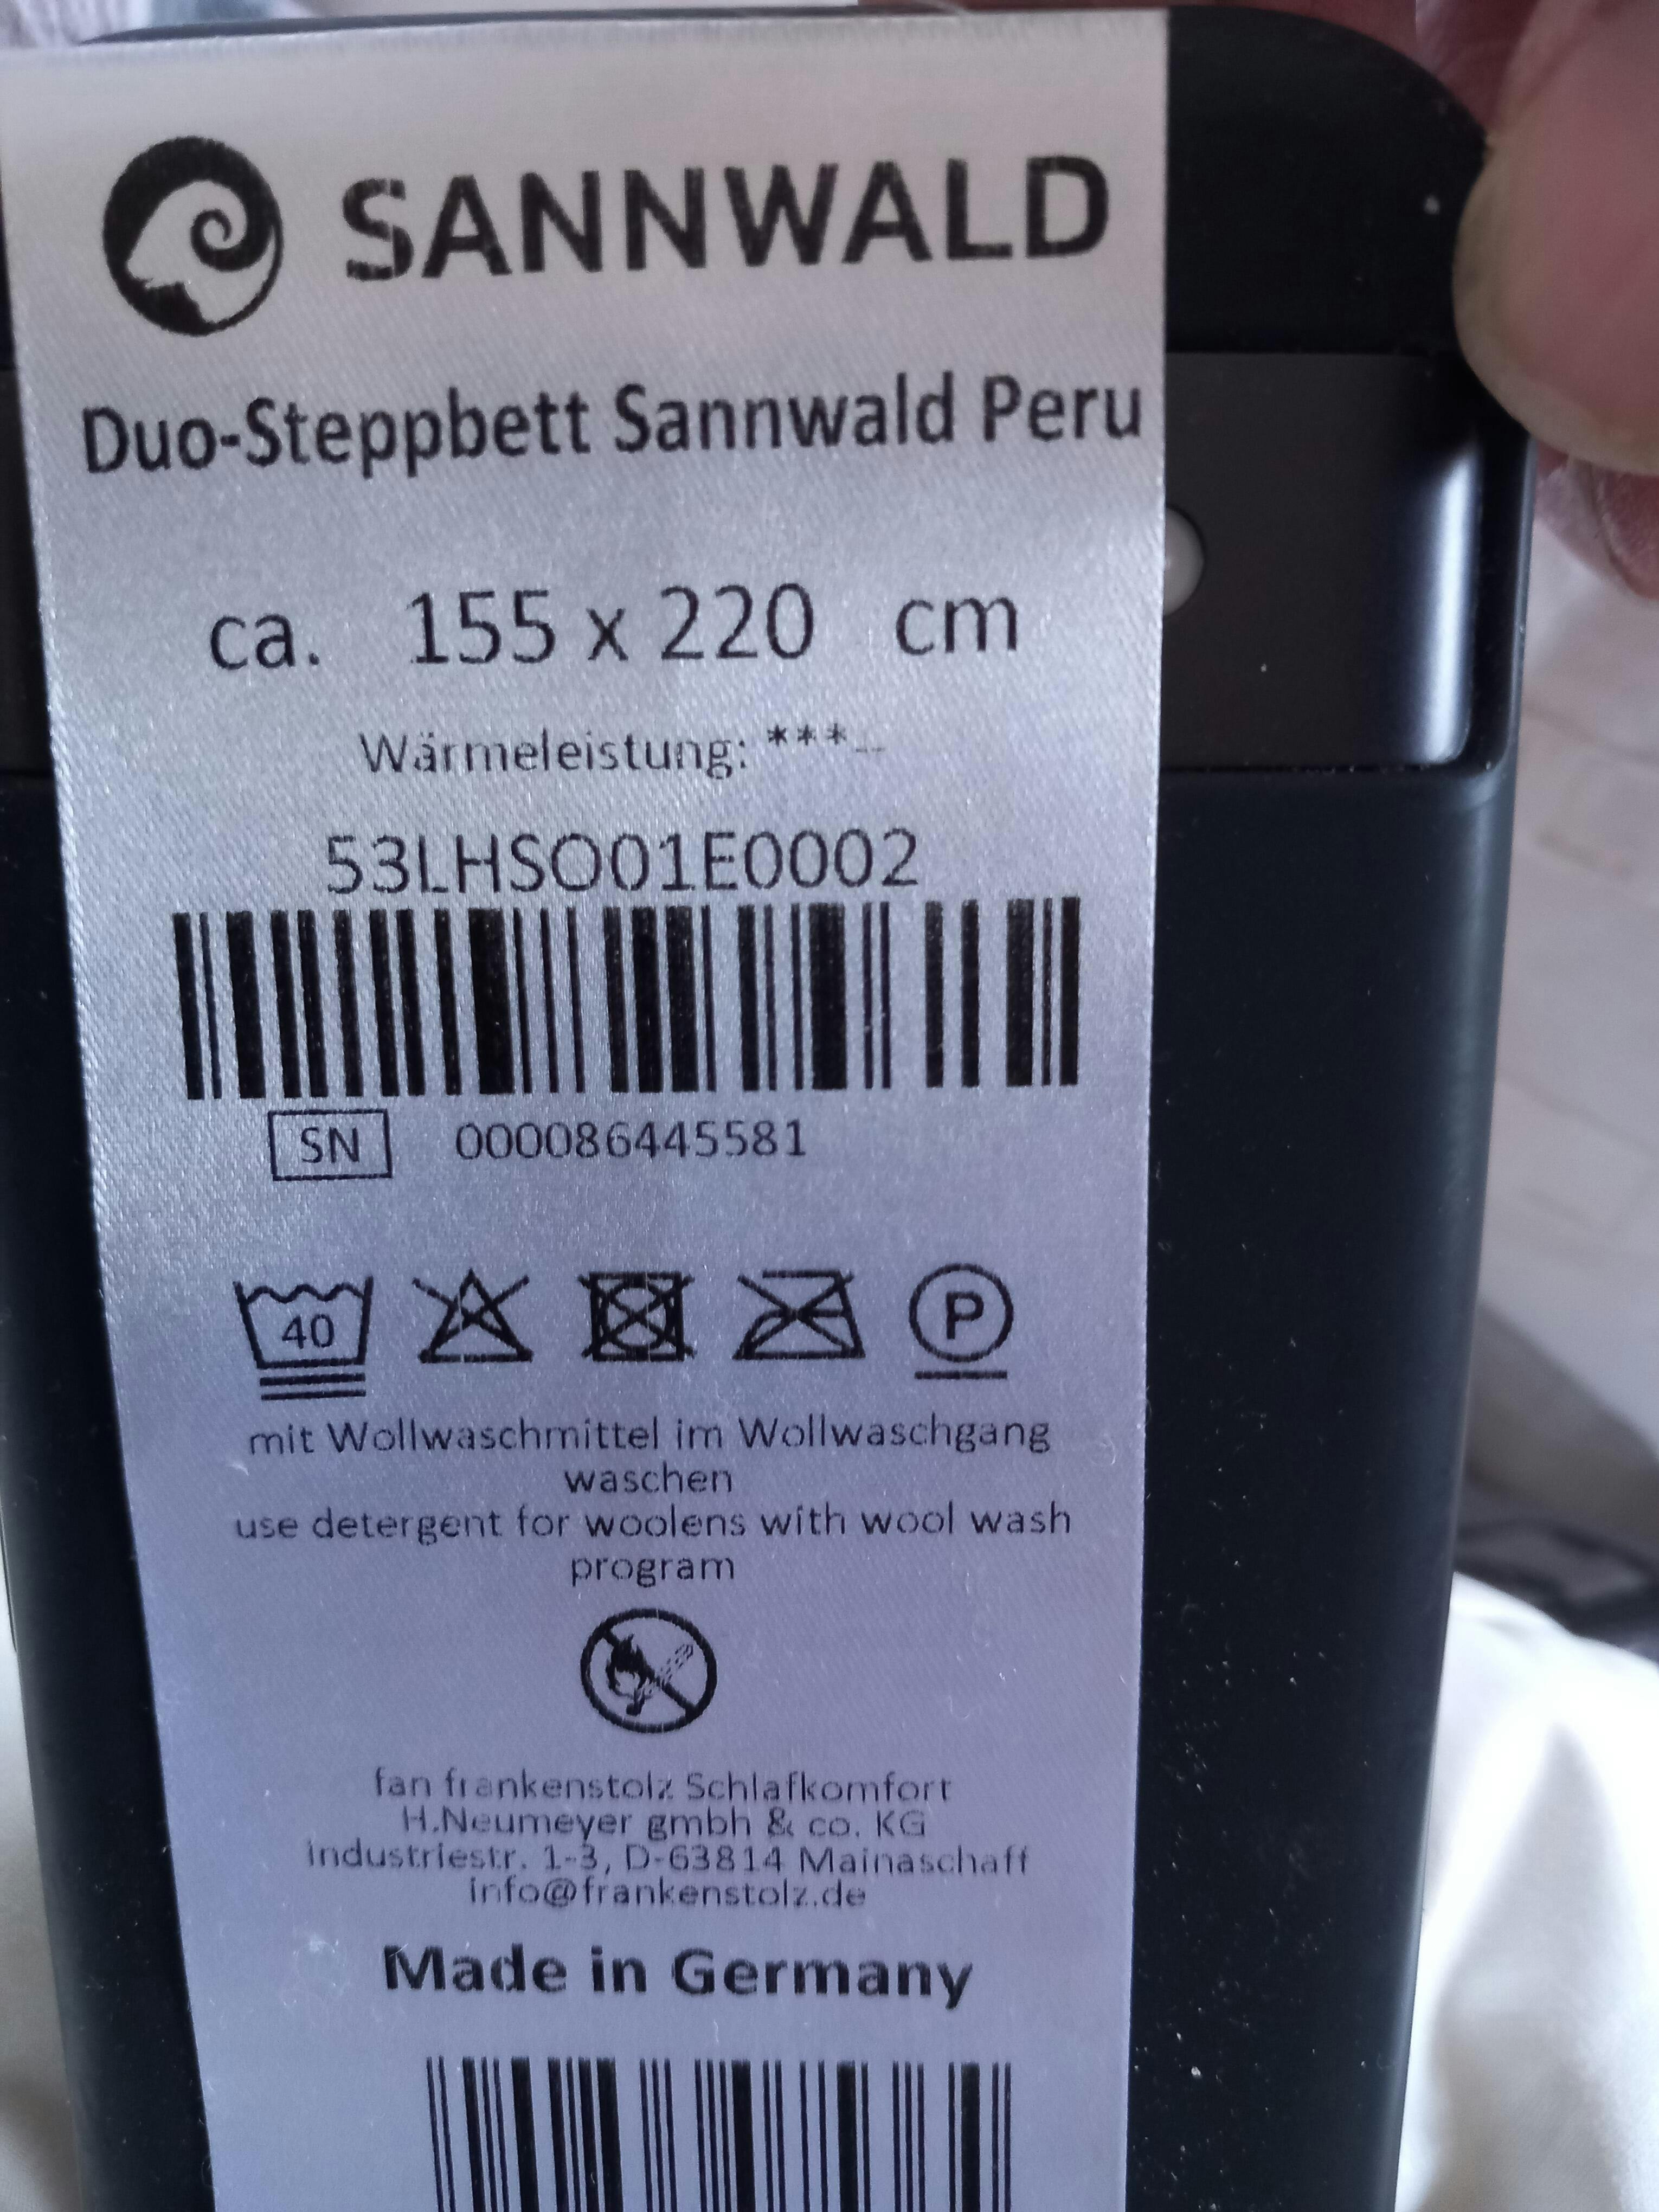 SANNWALD
Duo-Steppbett Sannwald Peru
ca. 155 x 220 cm
Wärmeleistung: ***__
53LHSO01E0002
SN 000086445581
40 P
mit Wollwaschmittel im Wollwaschgang
waschen
use detergent for woolens with wool wash
program
fan frankenstolz Schlafkomfort
H.Neumeyer gmbh & co. KG
industriestr. 1-3, D-63814 Mainaschaff
info@frankenstolz.de
Made in Germany